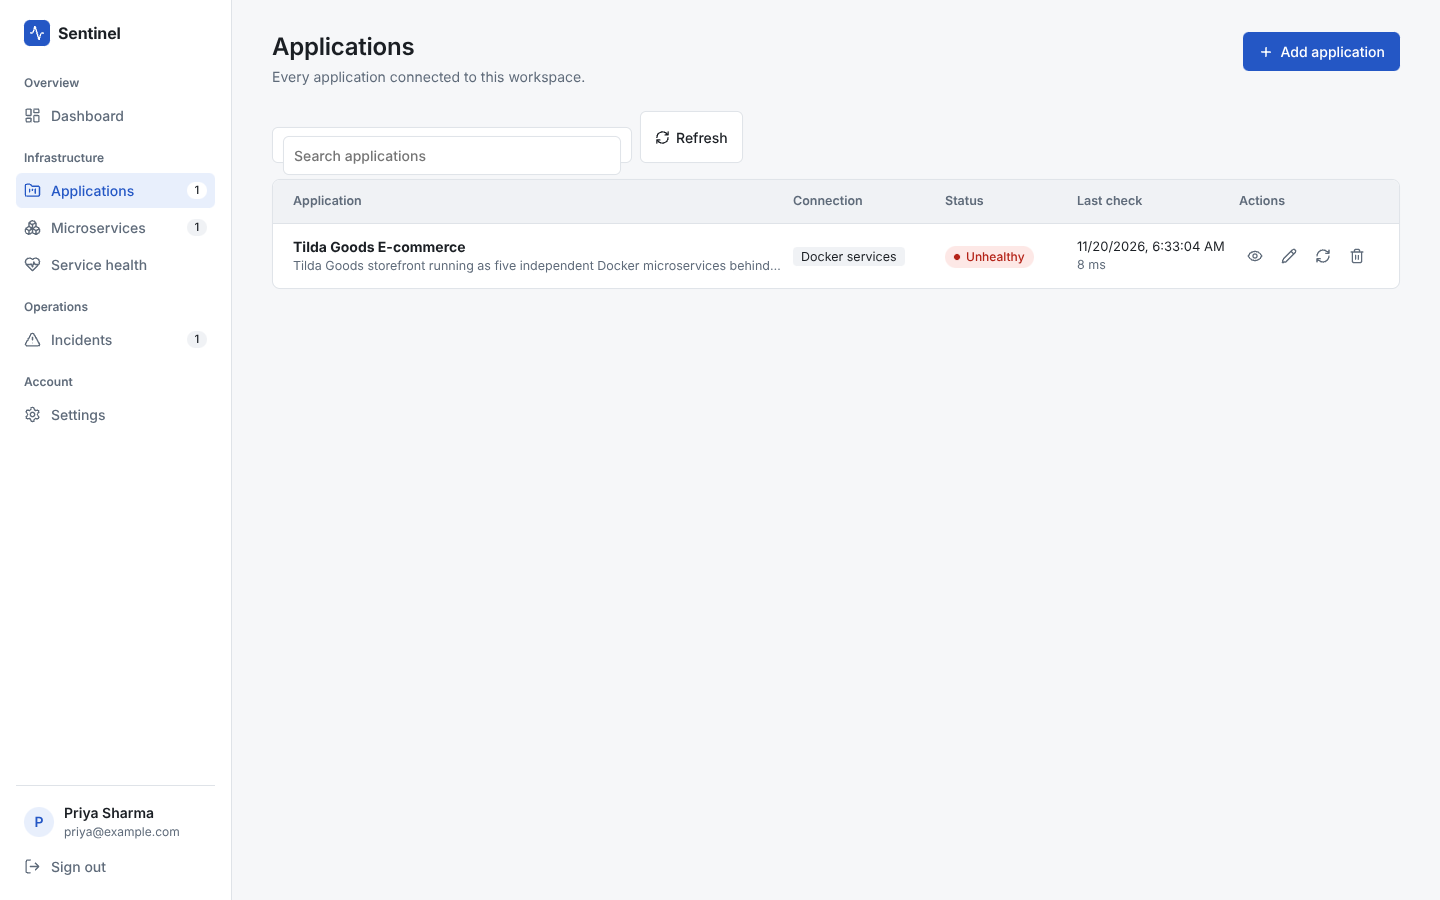 Sentinel
Overview
Dashboard
Infrastructure
Applications 1
Microservices 1
Service health
Operations
Incidents 1
Account
Settings
P
Priya Sharma
priya@example.com
Sign out
Applications
Every application connected to this workspace.
Add application
Search applications
Refresh
Application Connection Status Last check Actions
Tilda Goods E-commerce
Tilda Goods storefront running as five independent Docker microservices behind...
Docker services
Unhealthy
11/20/2026, 6:33:04 AM
8 ms